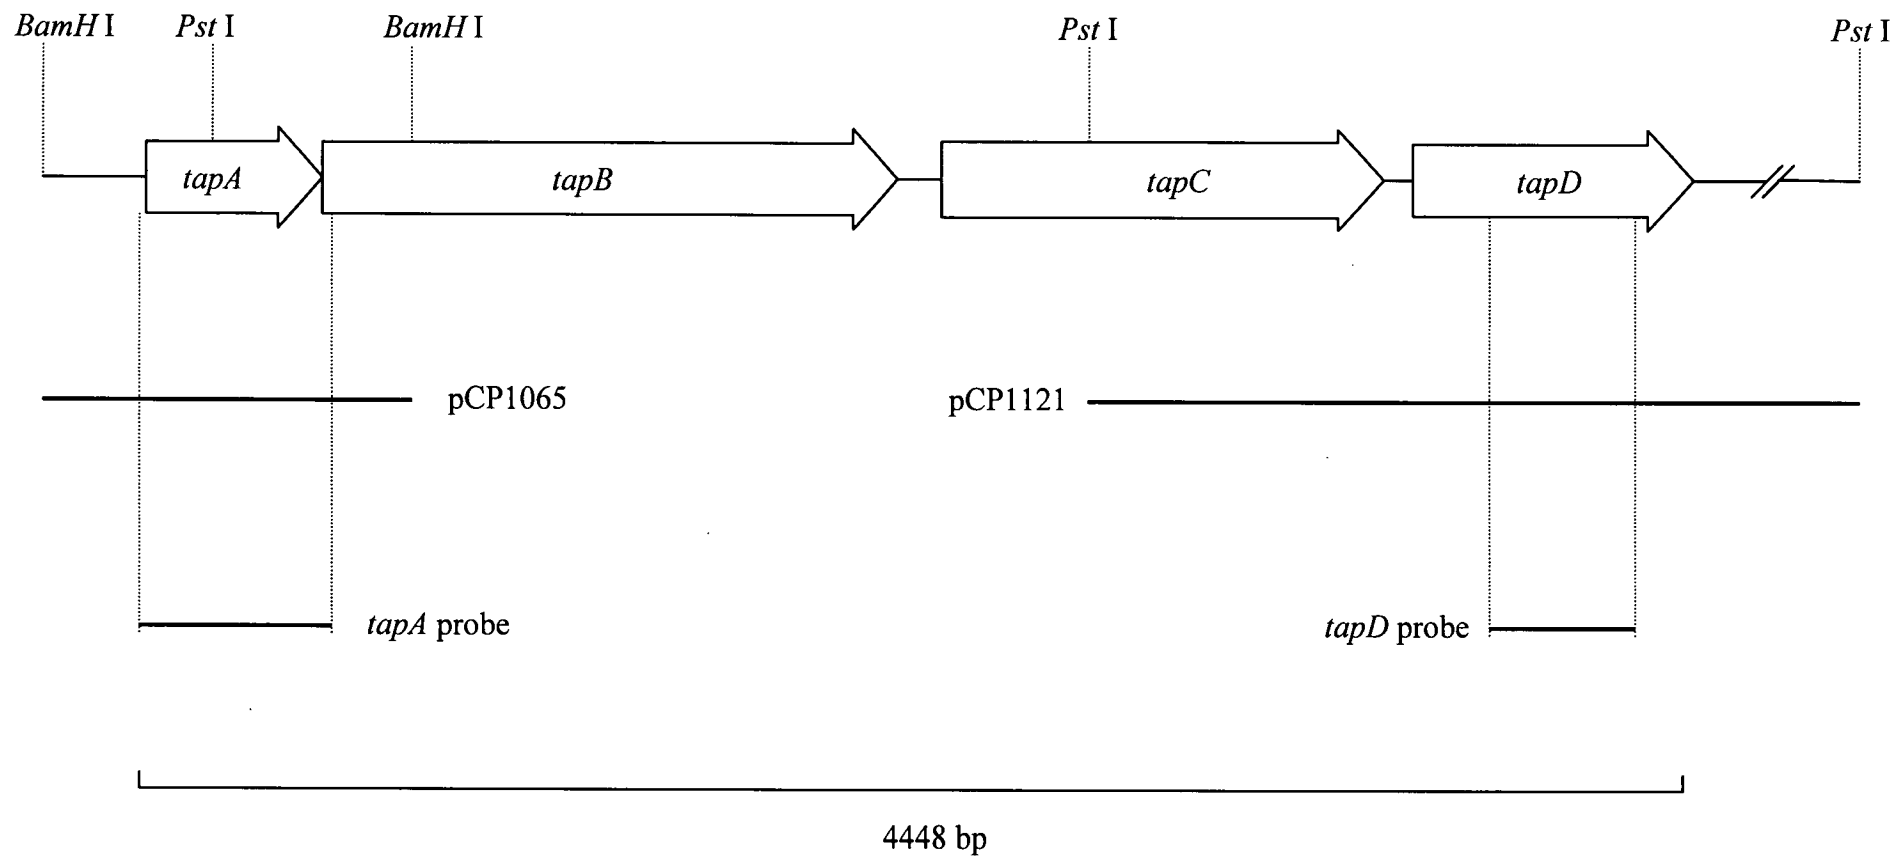 BamH I
Pst I
BamH I
Pst I
Pst I
tapA
tapB
tapC
tapD
pCP1065
pCP1121
tapA probe
tapD probe
4448 bp